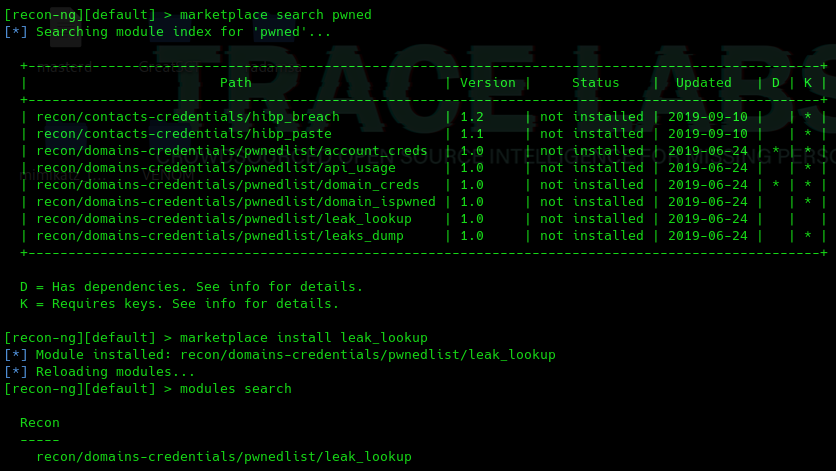 [recon-ng][default] > marketplace search pwned
[*] Searching module index for 'pwned'...
+---------------------------------------------------------------------------------------------------+
| Path | Version | Status | Updated | D | K |
+---------------------------------------------------------------------------------------------------+
| recon/contacts-credentials/hibp_breach | 1.2 | not installed | 2019-09-10 | | * |
| recon/contacts-credentials/hibp_paste | 1.1 | not installed | 2019-09-10 | | * |
| recon/domains-credentials/pwnedlist/account_creds | 1.0 | not installed | 2019-06-24 | * | * |
| recon/domains-credentials/pwnedlist/api_usage | 1.0 | not installed | 2019-06-24 | | * |
| recon/domains-credentials/pwnedlist/domain_creds | 1.0 | not installed | 2019-06-24 | * | * |
| recon/domains-credentials/pwnedlist/domain_ispwned | 1.0 | not installed | 2019-06-24 | | * |
| recon/domains-credentials/pwnedlist/leak_lookup | 1.0 | not installed | 2019-06-24 | | |
| recon/domains-credentials/pwnedlist/leaks_dump | 1.0 | not installed | 2019-06-24 | | * |
+---------------------------------------------------------------------------------------------------+
D = Has dependencies. See info for details.
K = Requires keys. See info for details.
[recon-ng][default] > marketplace install leak_lookup
[*] Module installed: recon/domains-credentials/pwnedlist/leak_lookup
[*] Reloading modules...
[recon-ng][default] > modules search
Recon
-----
recon/domains-credentials/pwnedlist/leak_lookup
TRACE LABS